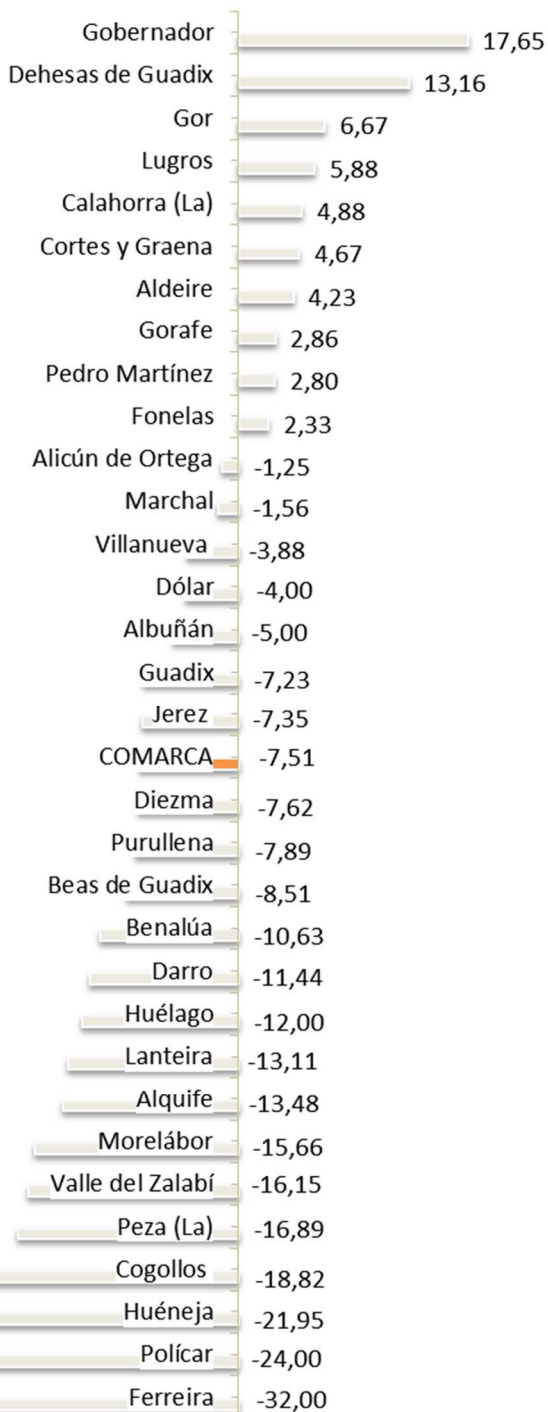 Gobernador 17,65
Dehesas de Guadix 13,16
Gor 6,67
Lugros 5,88
Calahorra (La) 4,88
Cortes y Graena 4,67
Aldeire 4,23
Gorafe 2,86
Pedro Martínez 2,80
Fonelas 2,33
Alicún de Ortega -1,25
Marchal -1,56
Villanueva -3,88
Dólar -4,00
Albuñán -5,00
Guadix -7,23
Jerez -7,35
COMARCA -7,51
Diezma -7,62
Purullena -7,89
Beas de Guadix -8,51
Benalúa -10,63
Darro -11,44
Huélago -12,00
Lanteira -13,11
Alquife -13,48
Morelábor -15,66
Valle del Zalabí -16,15
Peza (La) -16,89
Cogollos -18,82
Huéneja -21,95
Polícar -24,00
Ferreira -32,00